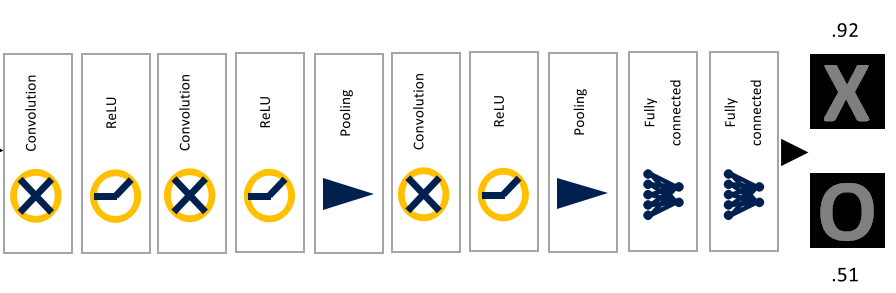 .92
Convolution
ReLU
Convolution
ReLU
Pooling
Convolution
ReLU
Pooling
Fully
connected
Fully
connected
X
O
.51